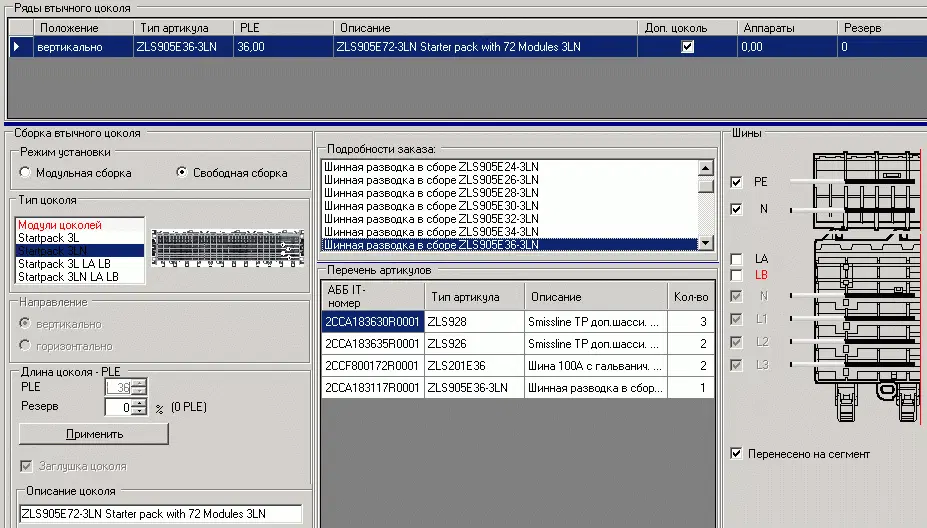 Ряды втычного цоколя
Положение Тип артикула PLE Описание Доп. цоколь Аппараты Резерв
вертикально ZLS905E36-3LN 36,00 ZLS905E72-3LN Starter pack with 72 Modules 3LN 0,00 0
Сборка втычного цоколя
Режим установки
Модульная сборка Свободная сборка
Тип цоколя
Модули цоколей
Startpack 3L
Startpack 3LN
Startpack 3L LA LB
Startpack 3LN LA LB
Направление
вертикально
горизонтально
Длина цоколя - PLE
PLE 36
Резерв 0 % (0 PLE)
Применить
Заглушка цоколя
Описание цоколя
ZLS905E72-3LN Starter pack with 72 Modules 3LN
Подробности заказа:
Шинная разводка в сборе ZLS905E24-3LN
Шинная разводка в сборе ZLS905E26-3LN
Шинная разводка в сборе ZLS905E28-3LN
Шинная разводка в сборе ZLS905E30-3LN
Шинная разводка в сборе ZLS905E32-3LN
Шинная разводка в сборе ZLS905E34-3LN
Шинная разводка в сборе ZLS905E36-3LN
Перечень артикулов
АББ IT-номер Тип артикула Описание Кол-во
2CCA183630R0001 ZLS928 Smissline TP доп.шасси. ... 3
2CCA183635R0001 ZLS926 Smissline TP доп.шасси. ... 2
2CCF800172R0001 ZLS201E36 Шина 100А с гальванич. ... 2
2CCA183117R0001 ZLS905E36-3LN Шинная разводка в сбор... 1
Шины
PE
N
LA
LB
N
L1
L2
L3
Перенесено на сегмент